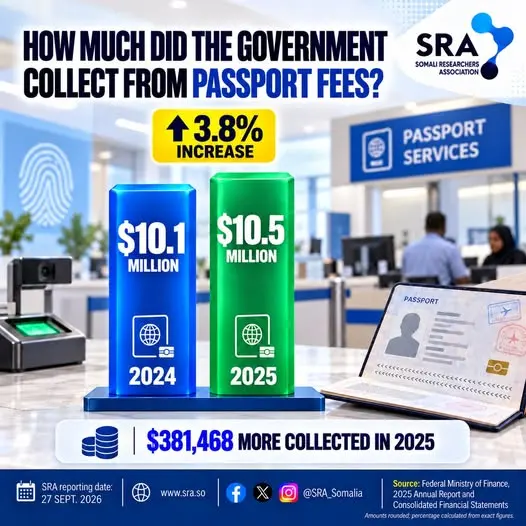 HOW MUCH DID THE GOVERNMENT
COLLECT FROM PASSPORT FEES?
SRA
SOMALI RESEARCHERS
ASSOCIATION
3.8%
INCREASE
PASSPORT
SERVICES
$10.1
MILLION
2024
$10.5
MILLION
2025
PASSPORT
$381,468 MORE COLLECTED IN 2025
SRA reporting date:
27 SEPT. 2026
www.sra.so
@SRA_Somalia
Source: Federal Ministry of Finance,
2025 Annual Report and
Consolidated Financial Statements
Amounts rounded; percentage calculated from exact figures.